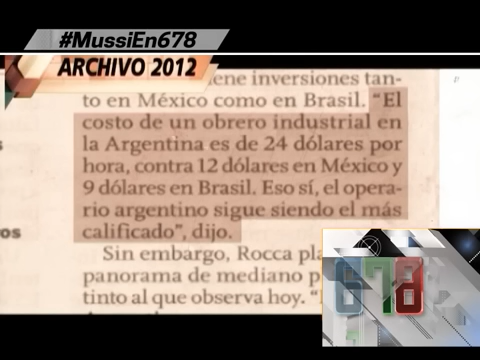 #MussiEn678
ARCHIVO 2012
iene inversiones tan-
to en México como en Brasil. “El
costo de un obrero industrial en
la Argentina es de 24 dólares por
hora, contra 12 dólares en México y
9 dólares en Brasil. Eso sí, el opera-
rio argentino sigue siendo el más
calificado”, dijo.
ros
Sin embargo, Rocca pla
panorama de mediano p
tinto al que observa hoy. “
678